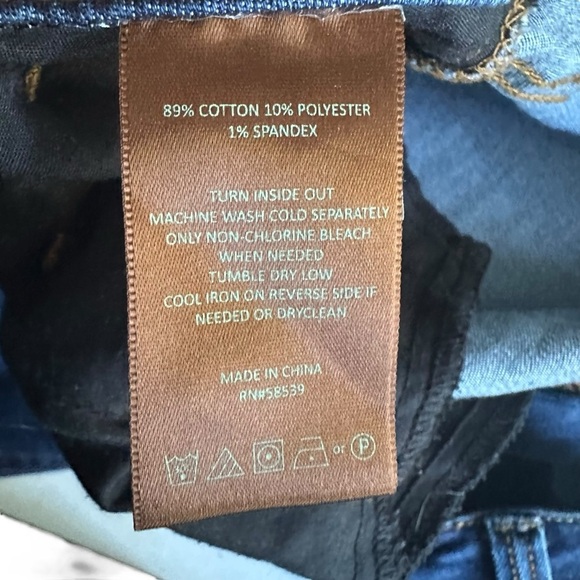 89% COTTON 10% POLYESTER
1% SPANDEX
TURN INSIDE OUT
MACHINE WASH COLD SEPARATELY
ONLY NON-CHLORINE BLEACH
WHEN NEEDED
TUMBLE DRY LOW
COOL IRON ON REVERSE SIDE IF
NEEDED OR DRYCLEAN
MADE IN CHINA
RN#58539
or P